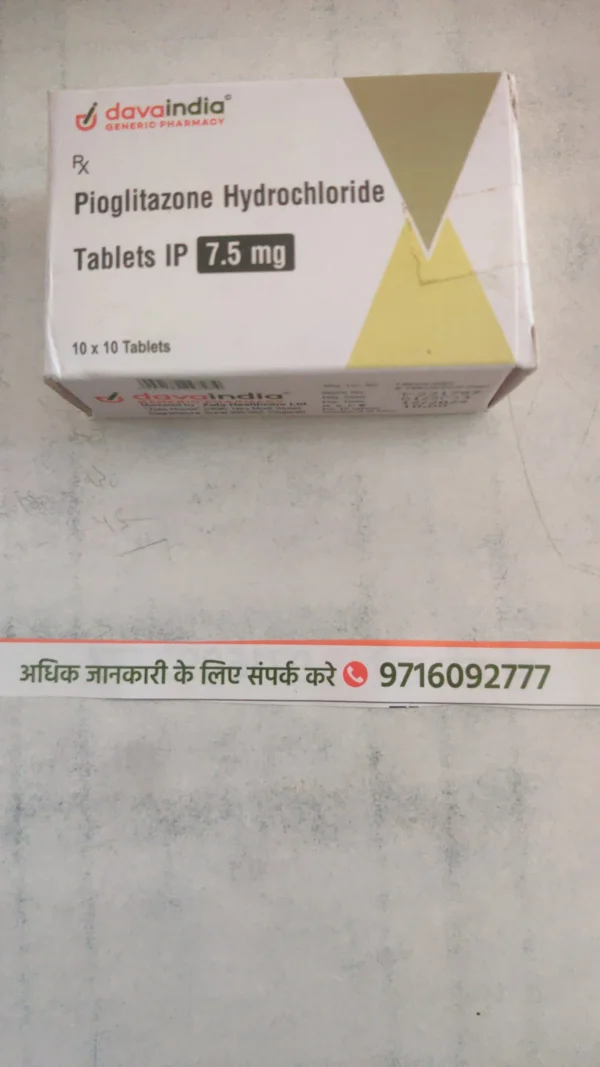 davaindia
GENERIC PHARMACY
Rx
Pioglitazone Hydrochloride
Tablets IP 7.5 mg
10 x 10 Tablets
davaindia
अधिक जानकारी के लिए संपर्क करे 9716092777